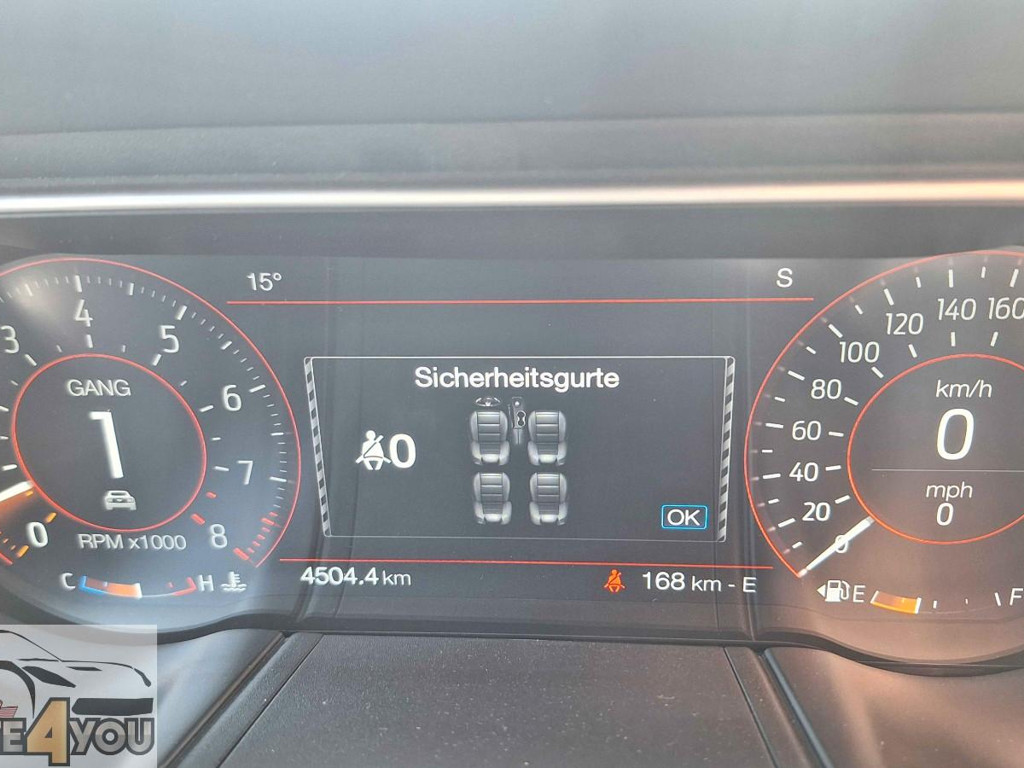 15°
S
3 4 5 6 7 8
GANG
1
0
RPM x1000
C H
Sicherheitsgurte
0
OK
4504.4 km
168 km - E
0 20 40 60 80 100 120 140 160
km/h
0
mph
0
E F
4YOU